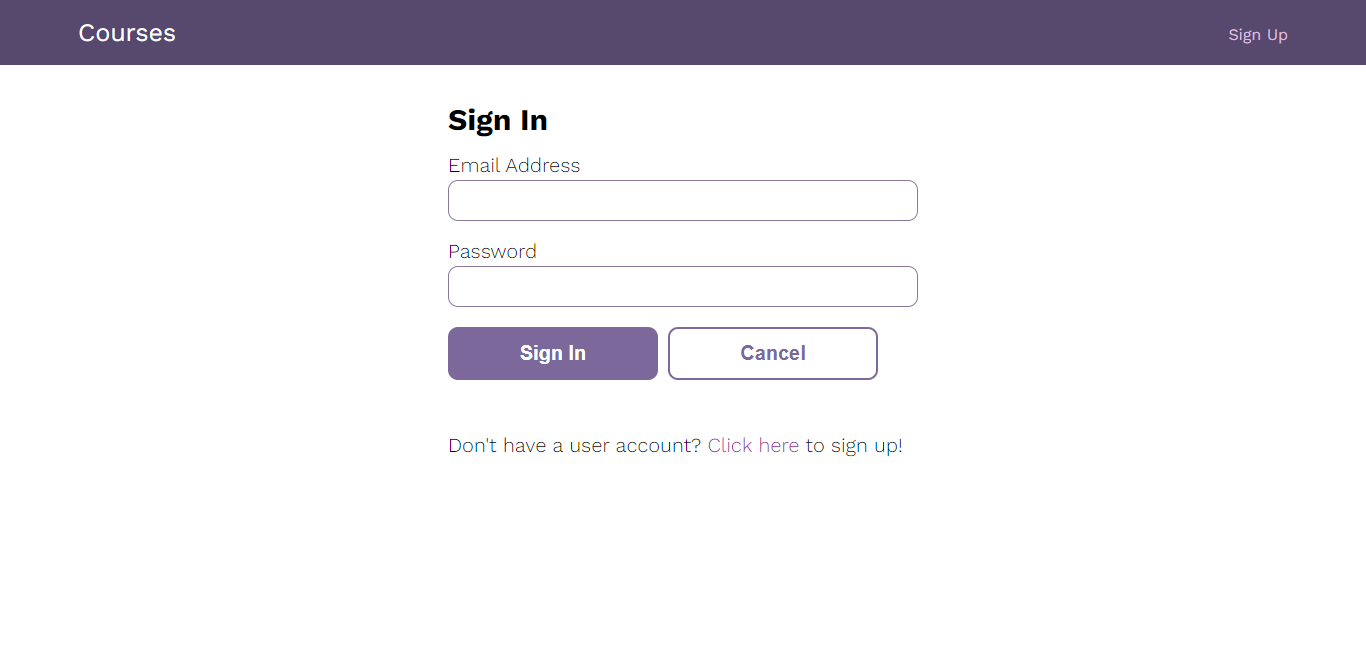 Courses
Sign Up
Sign In
Email Address
Password
Sign In
Cancel
Don't have a user account? Click here to sign up!